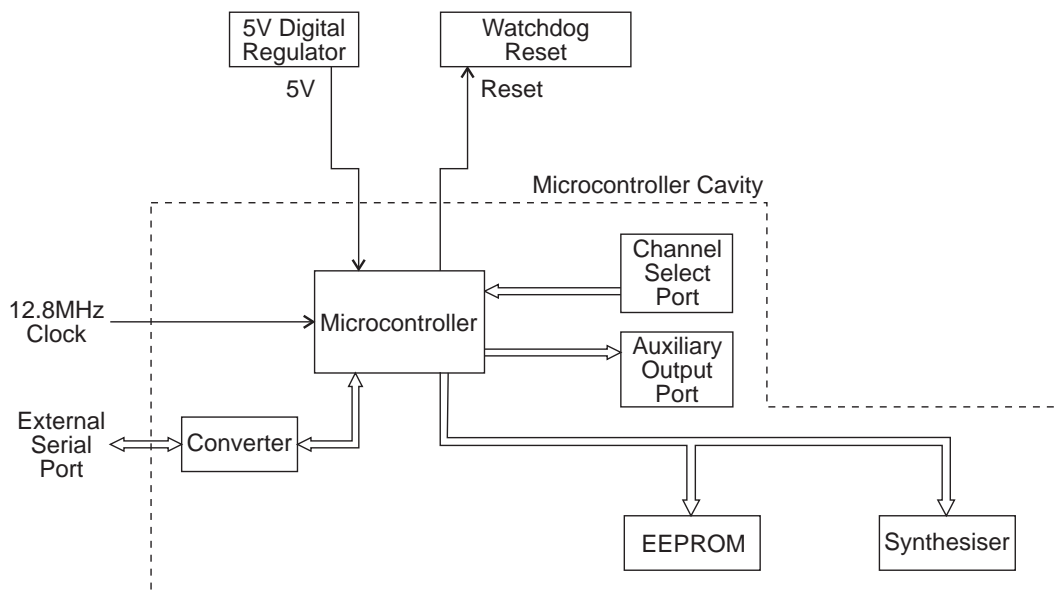 5V Digital
Regulator
Watchdog
Reset
5V
Reset
Microcontroller Cavity
Channel
Select
Port
12.8MHz
Clock
Microcontroller
Auxiliary
Output
Port
External
Serial
Port
Converter
EEPROM
Synthesiser